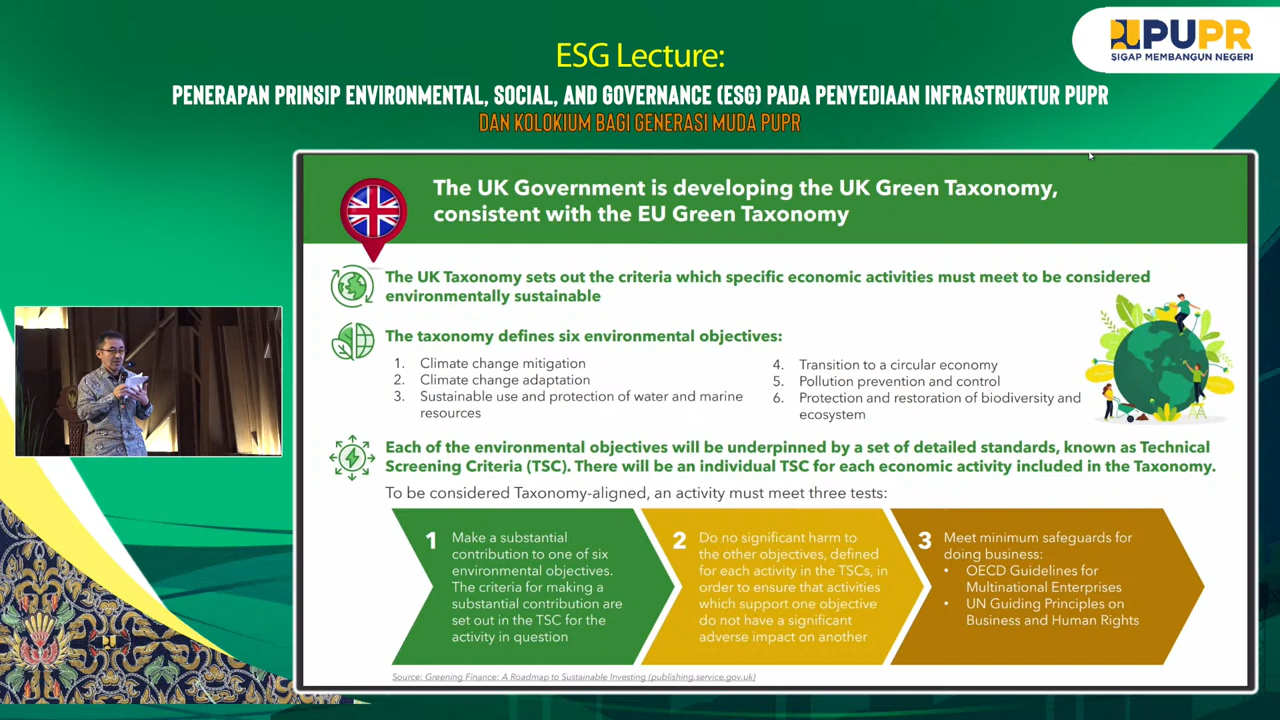 ESG Lecture:
PENERAPAN PRINSIP ENVIRONMENTAL, SOCIAL, AND GOVERNANCE (ESG) PADA PENYEDIAAN INFRASTRUKTUR PUPR
DAN KOLOKIUM BAGI GENERASI MUDA PUPR
PUPR
SIGAP MEMBANGUN NEGERI
The UK Government is developing the UK Green Taxonomy,
consistent with the EU Green Taxonomy
The UK Taxonomy sets out the criteria which specific economic activities must meet to be considered
environmentally sustainable
The taxonomy defines six environmental objectives:
1. Climate change mitigation
2. Climate change adaptation
3. Sustainable use and protection of water and marine
resources
4. Transition to a circular economy
5. Pollution prevention and control
6. Protection and restoration of biodiversity and
ecosystem
Each of the environmental objectives will be underpinned by a set of detailed standards, known as Technical
Screening Criteria (TSC). There will be an individual TSC for each economic activity included in the Taxonomy.
To be considered Taxonomy-aligned, an activity must meet three tests:
1 Make a substantial
contribution to one of six
environmental objectives.
The criteria for making a
substantial contribution are
set out in the TSC for the
activity in question
2 Do no significant harm to
the other objectives, defined
for each activity in the TSCs, in
order to ensure that activities
which support one objective
do not have a significant
adverse impact on another
3 Meet minimum safeguards for
doing business:
• OECD Guidelines for
Multinational Enterprises
• UN Guiding Principles on
Business and Human Rights
Source: Greening Finance: A Roadmap to Sustainable Investing (publishing.service.gov.uk)